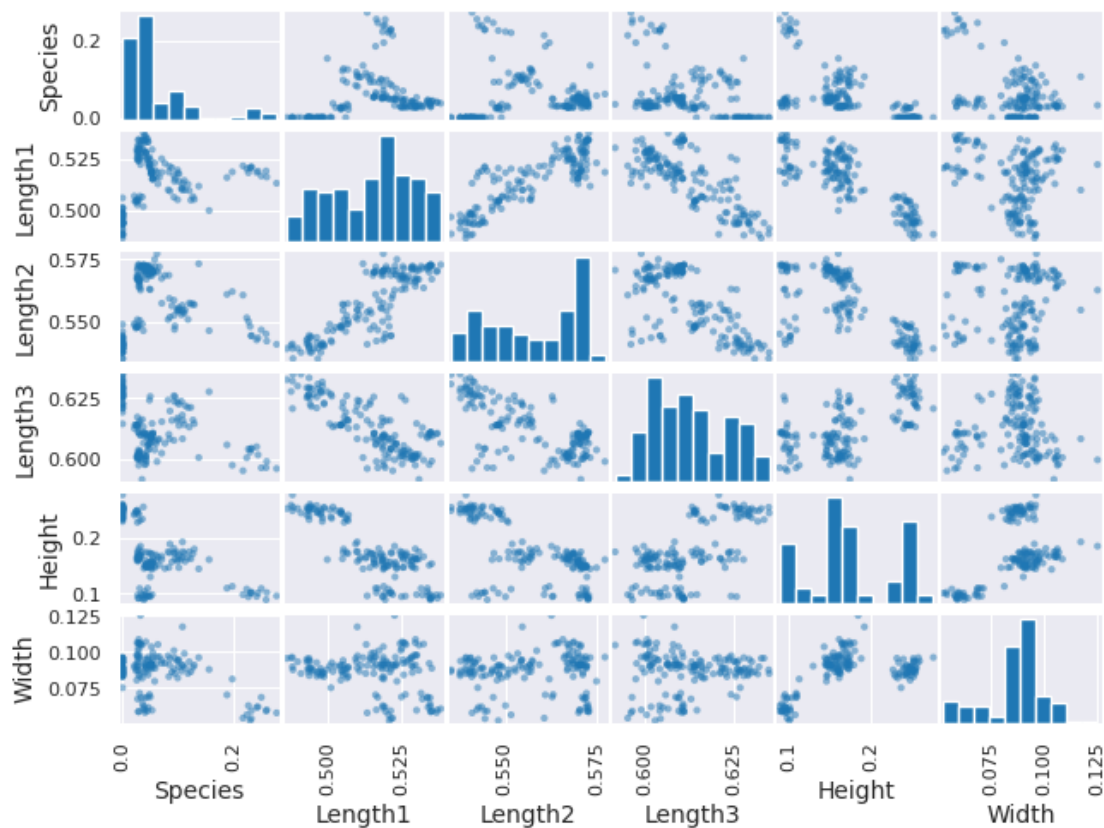 Species
0.2
0.0
Length1
0.525
0.500
Length2
0.575
0.550
Length3
0.625
0.600
Height
0.2
0.1
Width
0.125
0.100
0.075
0.0 0.2 0.500 0.525 0.550 0.575 0.600 0.625 0.1 0.2 0.075 0.100 0.125
Species Length1 Length2 Length3 Height Width